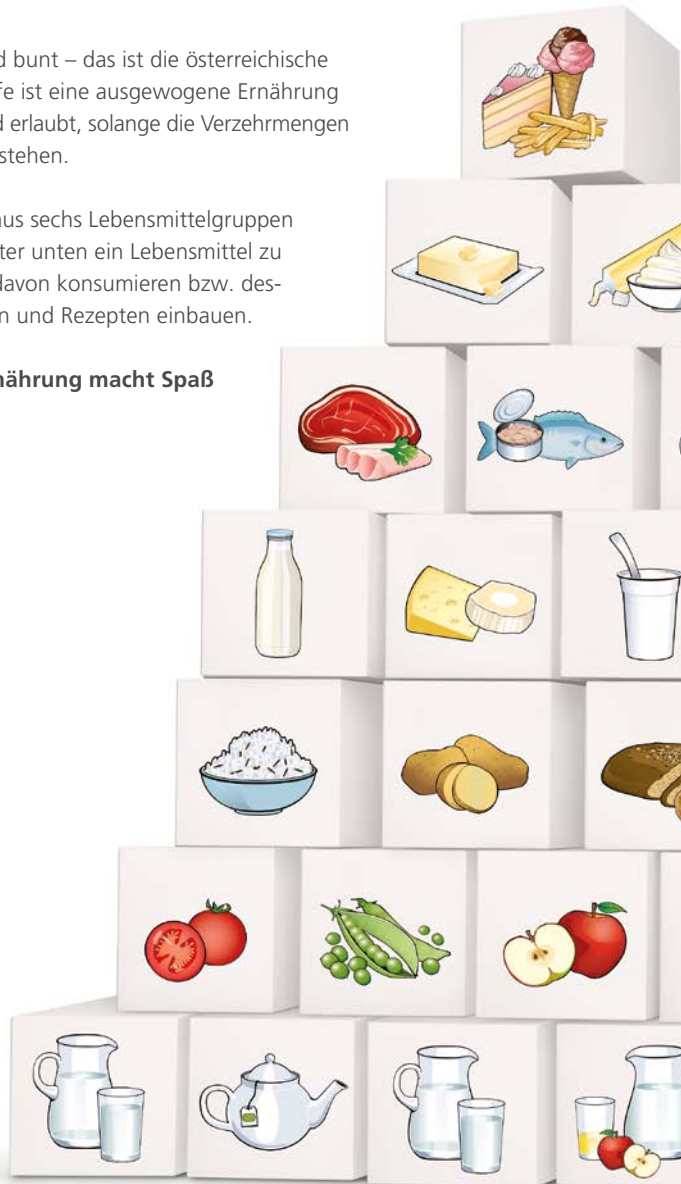 d bunt – das ist die österreichische
fe ist eine ausgewogene Ernährung
d erlaubt, solange die Verzehrmengen
stehen.
aus sechs Lebensmittelgruppen
ter unten ein Lebensmittel zu
davon konsumieren bzw. des-
n und Rezepten einbauen.
nährung macht Spaß